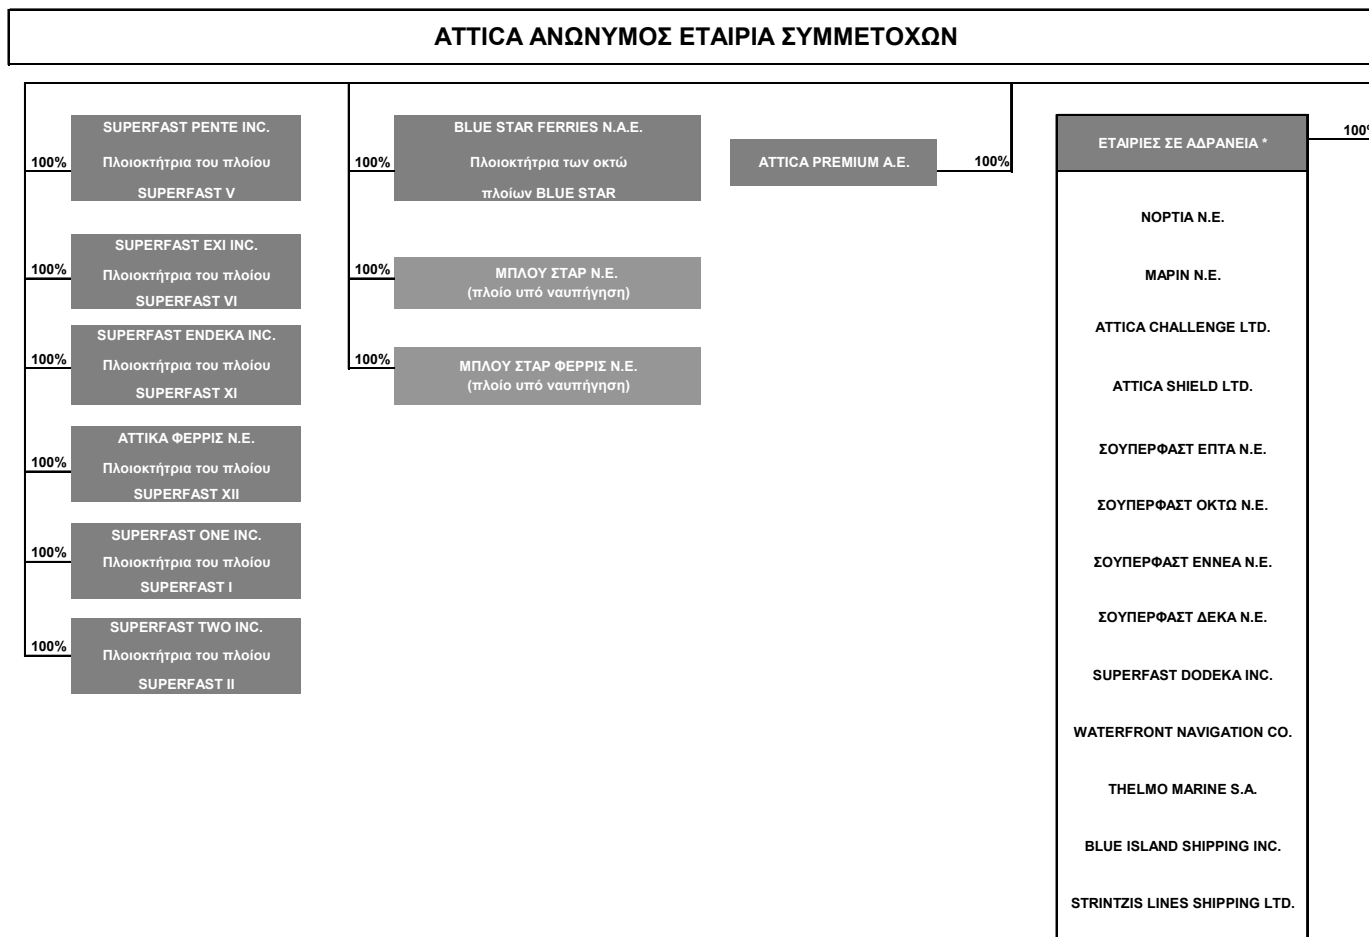 ATTICA ΑΝΩΝΥΜΟΣ ΕΤΑΙΡΙΑ ΣΥΜΜΕΤΟΧΩΝ
100%
SUPERFAST PENTE INC.
Πλοιοκτήτρια του πλοίου
SUPERFAST V
100%
SUPERFAST EXI INC.
Πλοιοκτήτρια του πλοίου
SUPERFAST VI
100%
SUPERFAST ENDEKA INC.
Πλοιοκτήτρια του πλοίου
SUPERFAST XI
100%
ΑΤΤΙΚΑ ΦΕΡΡΙΣ Ν.Ε.
Πλοιοκτήτρια του πλοίου
SUPERFAST XII
100%
SUPERFAST ONE INC.
Πλοιοκτήτρια του πλοίου
SUPERFAST I
100%
SUPERFAST TWO INC.
Πλοιοκτήτρια του πλοίου
SUPERFAST II
100%
BLUE STAR FERRIES Ν.Α.Ε.
Πλοιοκτήτρια των οκτώ
πλοίων BLUE STAR
100%
ΜΠΛΟΥ ΣΤΑΡ Ν.Ε.
(πλοίο υπό ναυπήγηση)
100%
ΜΠΛΟΥ ΣΤΑΡ ΦΕΡΡΙΣ Ν.Ε.
(πλοίο υπό ναυπήγηση)
ATTICA PREMIUM Α.Ε.
100%
ΕΤΑΙΡΙΕΣ ΣΕ ΑΔΡΑΝΕΙΑ *
100%
ΝΟΡΤΙΑ Ν.Ε.
ΜΑΡΙΝ Ν.Ε.
ATTICA CHALLENGE LTD.
ATTICA SHIELD LTD.
ΣΟΥΠΕΡΦΑΣΤ ΕΠΤΑ Ν.Ε.
ΣΟΥΠΕΡΦΑΣΤ ΟΚΤΩ Ν.Ε.
ΣΟΥΠΕΡΦΑΣΤ ΕΝΝΕΑ Ν.Ε.
ΣΟΥΠΕΡΦΑΣΤ ΔΕΚΑ Ν.Ε.
SUPERFAST DODEKA INC.
WATERFRONT NAVIGATION CO.
THELMO MARINE S.A.
BLUE ISLAND SHIPPING INC.
STRINTZIS LINES SHIPPING LTD.